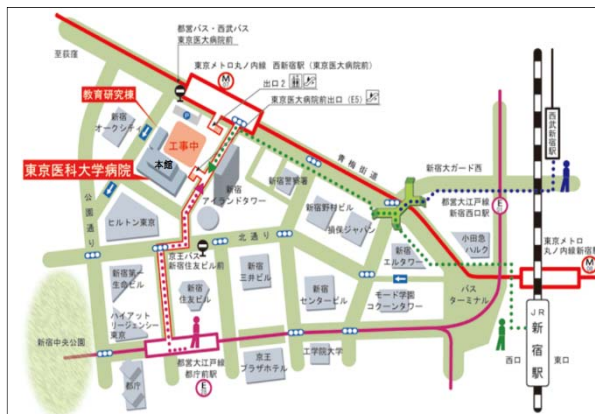 都営バス・西武バス
東京医大病院前
至荻窪
東京メトロ丸ノ内線 西新宿駅（東京医大病院前）
M
出口2
東京医大病院前出口（E5）
教育研究棟
P
新宿
オークシティ
工事中
本館
東京医科大学病院
青梅街道
新宿大ガード西
西武新宿駅
新宿
アイランドタワー
新宿警察署
新宿野村ビル
損保ジャパン
都営大江戸線
新宿西口駅
E
公園通り
ヒルトン東京
北通り
京王バス
新宿住友ビル前
新宿
エルタワー
小田急
ハルク
東京メトロ
丸ノ内線新宿駅
M
新宿第一
生命ビル
新宿
住友ビル
新宿
三井ビル
新宿
センタービル
モード学園
コクーンタワー
バス
ターミナル
ハイアット
リージェンシー
東京
JR
新宿駅
新宿中央公園
都営大江戸線
都庁前駅
E
京王
プラザホテル
工学院大学
西口
東口
都庁